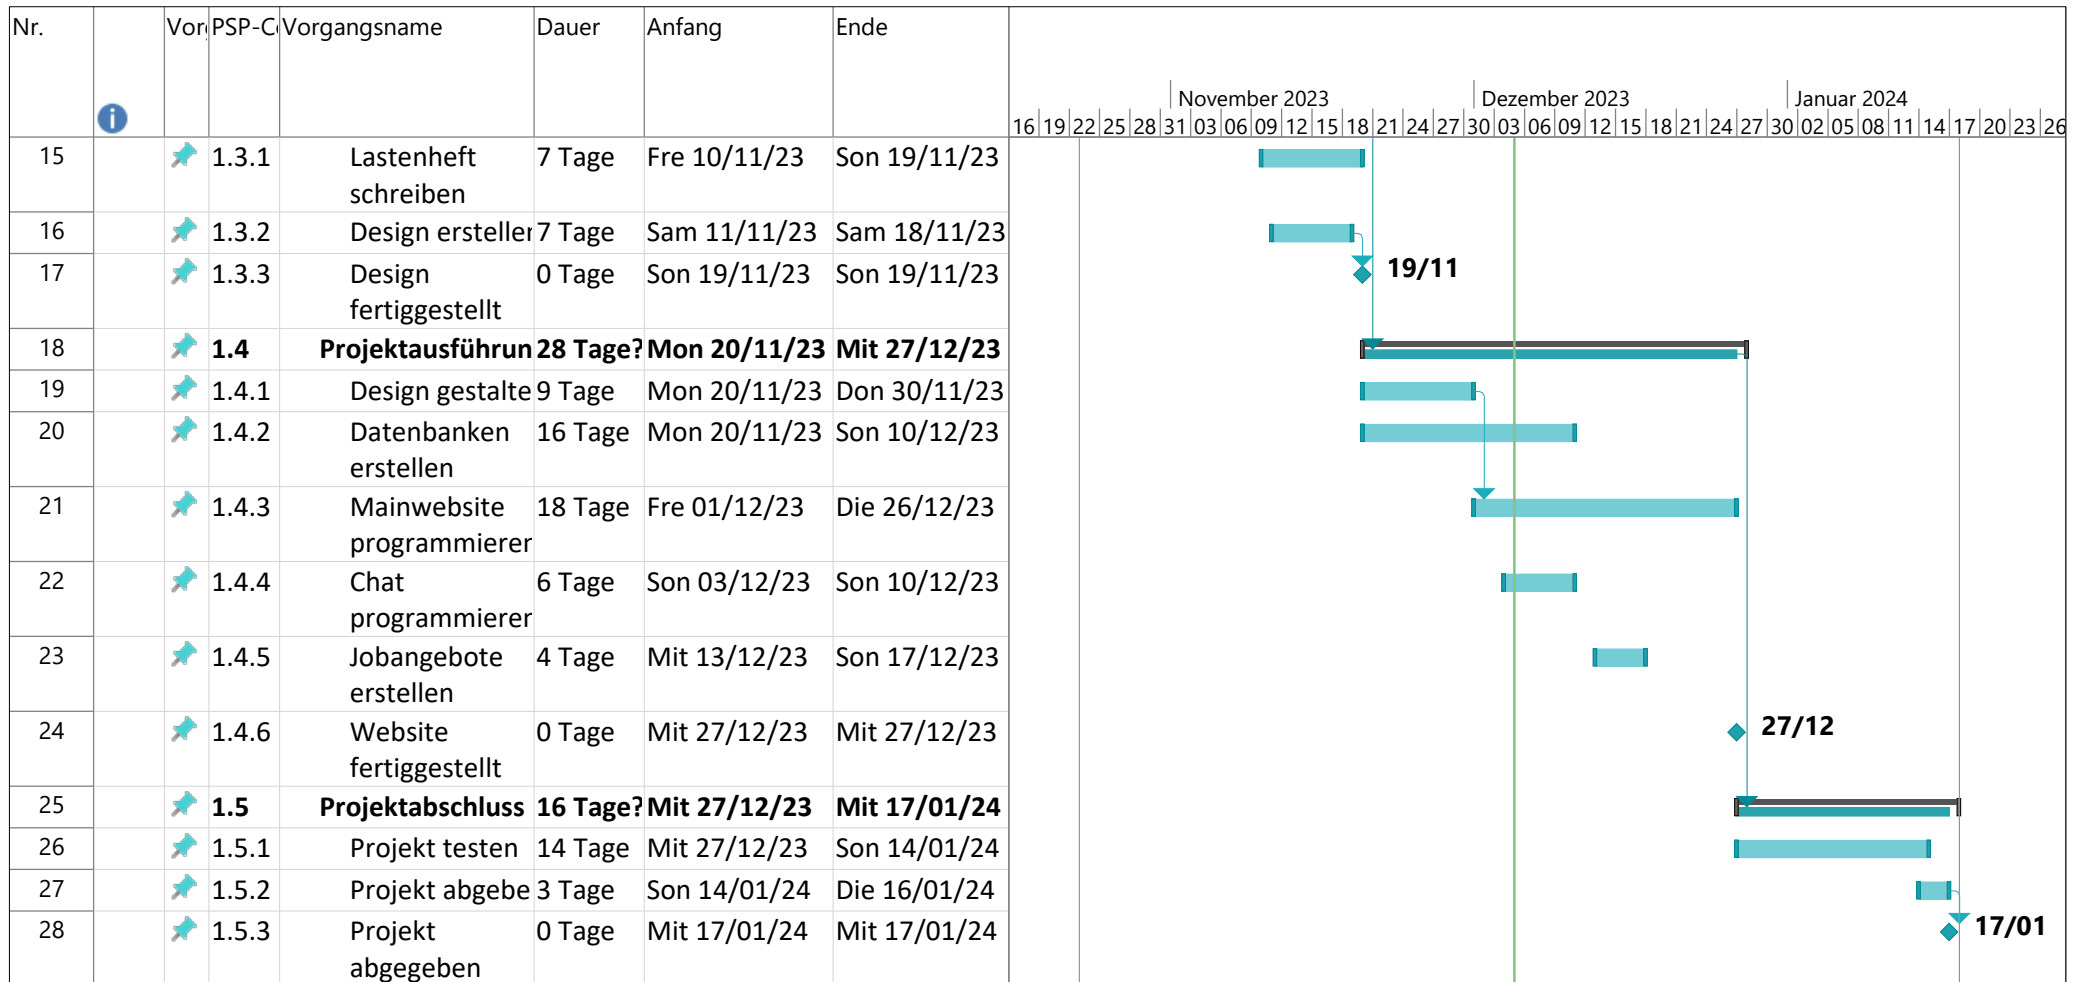 Nr. Vorg PSP-Co Vorgangsname Dauer Anfang Ende
November 2023 Dezember 2023 Januar 2024
16 19 22 25 28 31 03 06 09 12 15 18 21 24 27 30 03 06 09 12 15 18 21 24 27 30 02 05 08 11 14 17 20 23 26
15 1.3.1 Lastenheft 7 Tage Fre 10/11/23 Son 19/11/23
schreiben
16 1.3.2 Design erstellen 7 Tage Sam 11/11/23 Sam 18/11/23
17 1.3.3 Design 0 Tage Son 19/11/23 Son 19/11/23 19/11
fertiggestellt
18 1.4 Projektausführun 28 Tage? Mon 20/11/23 Mit 27/12/23
19 1.4.1 Design gestalte 9 Tage Mon 20/11/23 Don 30/11/23
20 1.4.2 Datenbanken 16 Tage Mon 20/11/23 Son 10/12/23
erstellen
21 1.4.3 Mainwebsite 18 Tage Fre 01/12/23 Die 26/12/23
programmieren
22 1.4.4 Chat 6 Tage Son 03/12/23 Son 10/12/23
programmieren
23 1.4.5 Jobangebote 4 Tage Mit 13/12/23 Son 17/12/23
erstellen
24 1.4.6 Website 0 Tage Mit 27/12/23 Mit 27/12/23 27/12
fertiggestellt
25 1.5 Projektabschluss 16 Tage? Mit 27/12/23 Mit 17/01/24
26 1.5.1 Projekt testen 14 Tage Mit 27/12/23 Son 14/01/24
27 1.5.2 Projekt abgebe 3 Tage Son 14/01/24 Die 16/01/24
28 1.5.3 Projekt 0 Tage Mit 17/01/24 Mit 17/01/24 17/01
abgegeben